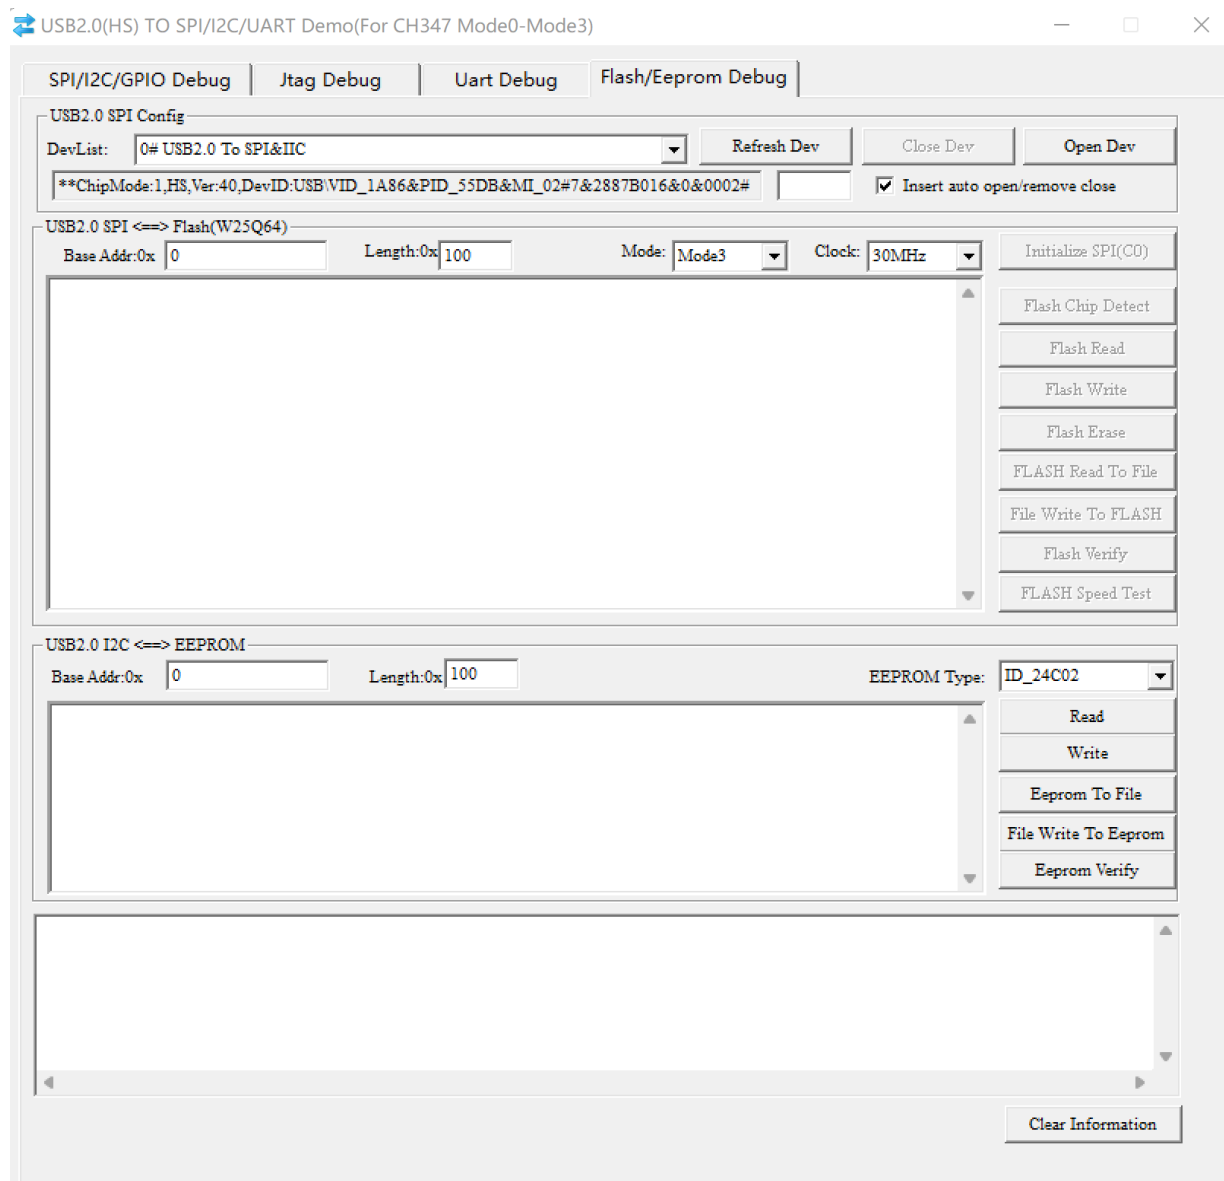 USB2.0(HS) TO SPI/I2C/UART Demo(For CH347 Mode0-Mode3)
SPI/I2C/GPIO Debug Jtag Debug Uart Debug Flash/Eeprom Debug
USB2.0 SPI Config
DevList: 0# USB2.0 To SPI&IIC Refresh Dev Close Dev Open Dev
**ChipMode:1,HS,Ver:40,DevID:USB\VID_1A86&PID_55DB&MI_02#7&2887B016&0&0002# Insert auto open/remove close
USB2.0 SPI <==> Flash(W25Q64)
Base Addr:0x 0 Length:0x 100 Mode: Mode3 Clock: 30MHz Initialize SPI(C0)
Flash Chip Detect
Flash Read
Flash Write
Flash Erase
FLASH Read To File
File Write To FLASH
Flash Verify
FLASH Speed Test
USB2.0 I2C <==> EEPROM
Base Addr:0x 0 Length:0x 100 EEPROM Type: ID_24C02
Read
Write
Eeprom To File
File Write To Eeprom
Eeprom Verify
Clear Information